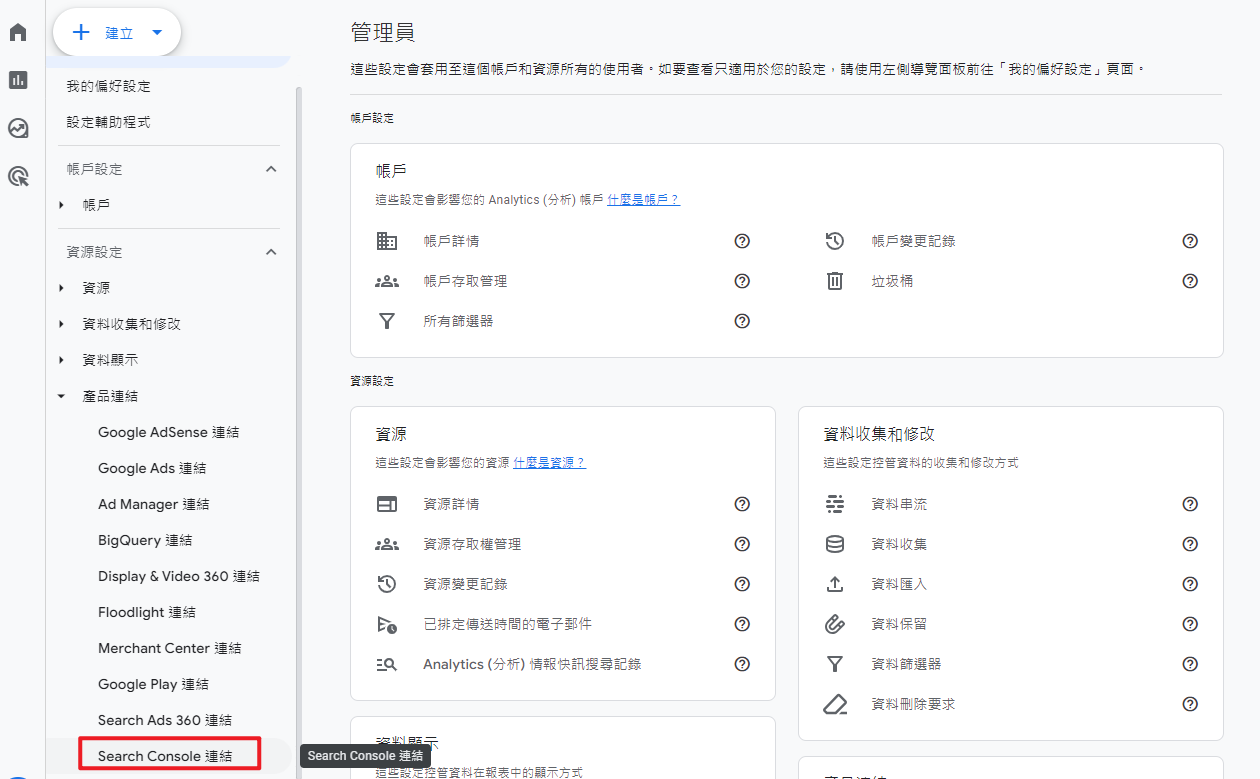 建立
我的偏好設定
設定輔助程式
帳戶設定
帳戶
資源設定
資源
資料收集和修改
資料顯示
產品連結
Google AdSense 連結
Google Ads 連結
Ad Manager 連結
BigQuery 連結
Display & Video 360 連結
Floodlight 連結
Merchant Center 連結
Google Play 連結
Search Ads 360 連結
Search Console 連結
Search Console 連結
管理員
這些設定會套用至這個帳戶和資源所有的使用者。如要查看只適用於您的設定，請使用左側導覽面板前往「我的偏好設定」頁面。
帳戶設定
帳戶
這些設定會影響您的 Analytics (分析) 帳戶 什麼是帳戶？
帳戶詳情
帳戶變更記錄
帳戶存取管理
垃圾桶
所有篩選器
資源設定
資源
這些設定會影響您的資源 什麼是資源？
資源詳情
資源存取權管理
資源變更記錄
已排定傳送時間的電子郵件
Analytics (分析) 情報快訊搜尋記錄
資料收集和修改
這些設定控管資料的收集和修改方式
資料串流
資料收集
資料匯入
資料保留
資料篩選器
資料刪除要求
資料顯示
這些設定控管資料在報表中的顯示方式